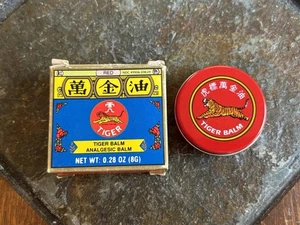 RED
萬金油
TIGER
TIGER BALM
ANALGESIC BALM
NET WT: 0.28 OZ (8G)
虎標萬金油
TIGER BALM